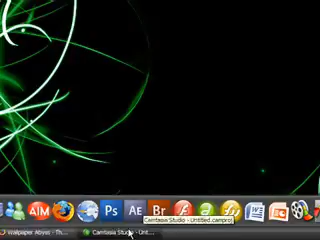 AIM
Ps
Ae
Br
Camtasia Studio - Untitled.camproj
Wallpaper Abyss - Th...
Camtasia Studio - Unt...